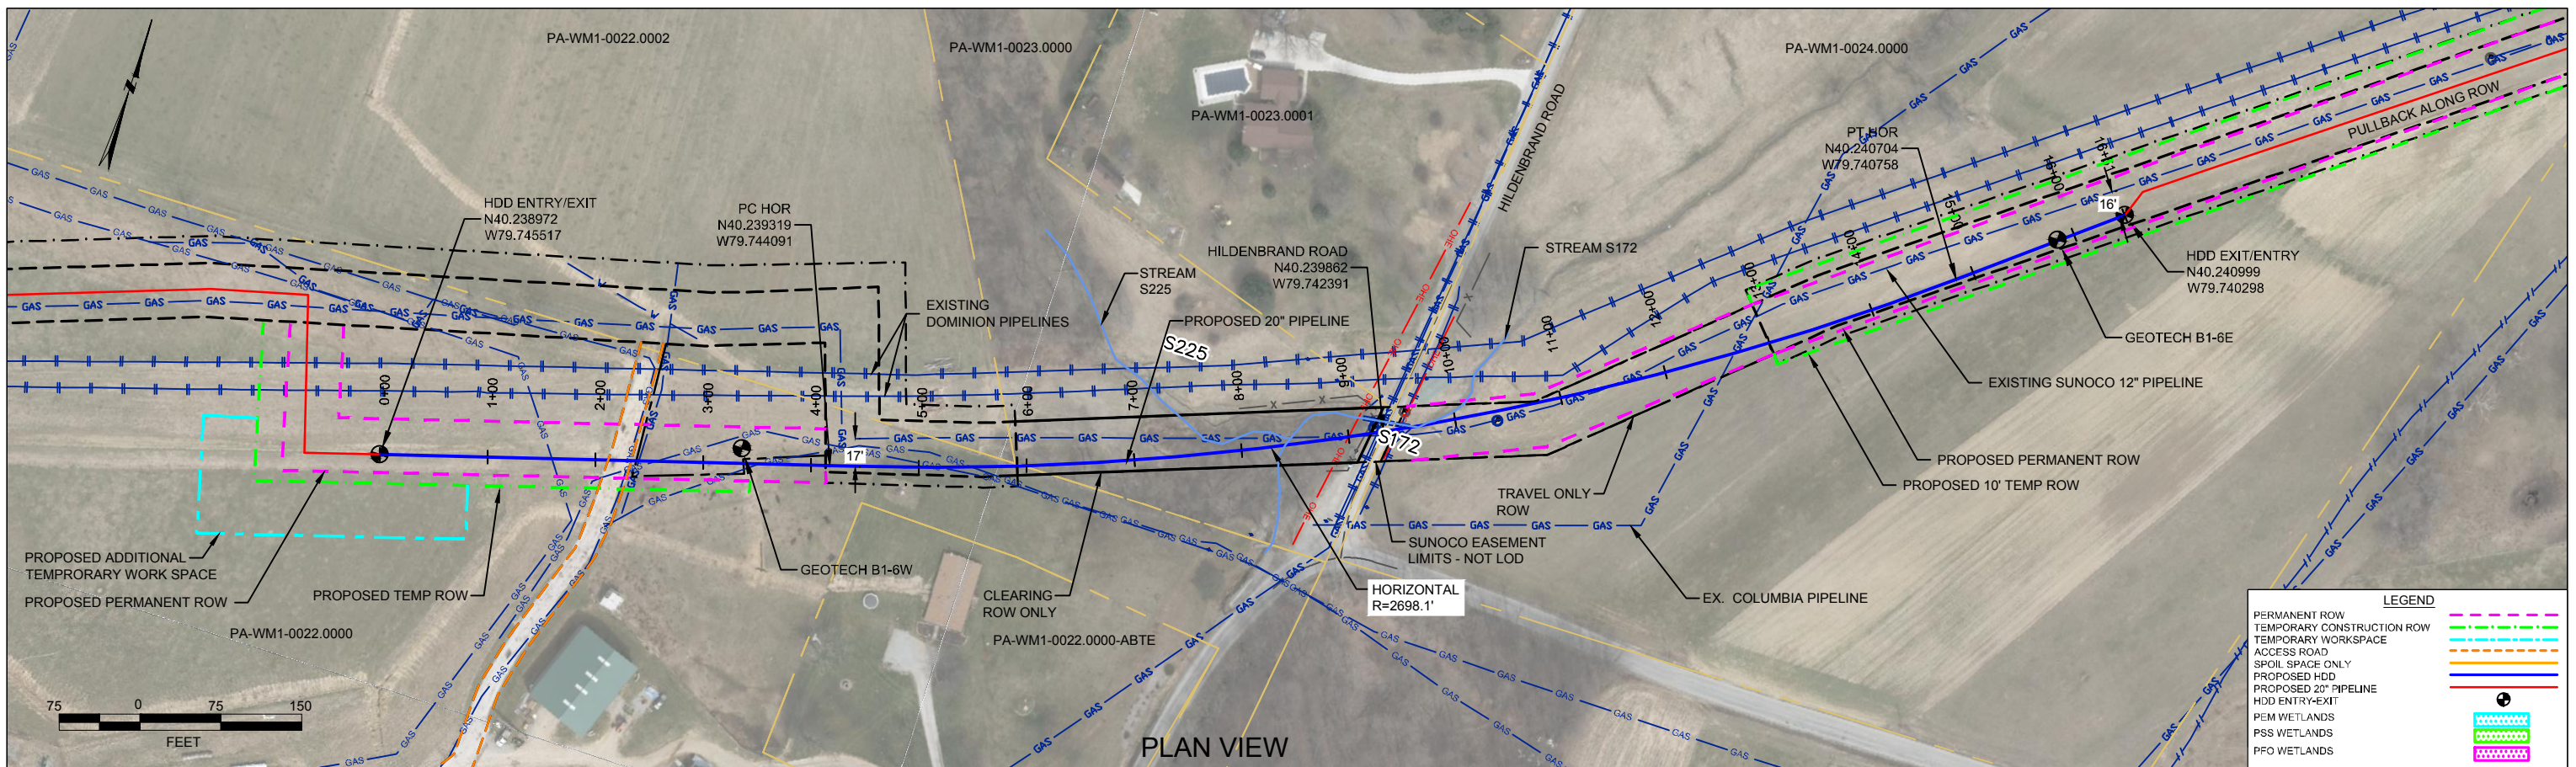 PA-WM1-0022.0002
PA-WM1-0023.0000
PA-WM1-0024.0000
PA-WM1-0023.0001
N
HILDENBRAND ROAD
PULLBACK ALONG ROW
HDD ENTRY/EXIT
N40.238972
W79.745517
PC HOR
N40.239319
W79.744091
STREAM
S225
HILDENBRAND ROAD
N40.239862
W79.742391
STREAM S172
PT HOR
N40.240704
W79.740758
HDD EXIT/ENTRY
N40.240999
W79.740298
16'
GEOTECH B1-6E
EXISTING
DOMINION PIPELINES
PROPOSED 20" PIPELINE
S225
EXISTING SUNOCO 12" PIPELINE
0+00
1+00
2+00
3+00
4+00
5+00
6+00
7+00
8+00
9+00
10+00
11+00
12+00
13+00
14+00
15+00
16+00
16+11
17'
S172
GAS
OHE
PROPOSED PERMANENT ROW
PROPOSED 10' TEMP ROW
TRAVEL ONLY
ROW
SUNOCO EASEMENT
LIMITS - NOT LOD
PROPOSED ADDITIONAL
TEMPRORARY WORK SPACE
PROPOSED PERMANENT ROW
PROPOSED TEMP ROW
GEOTECH B1-6W
CLEARING
ROW ONLY
HORIZONTAL
R=2698.1'
EX. COLUMBIA PIPELINE
PA-WM1-0022.0000
PA-WM1-0022.0000-ABTE
75 0 75 150
FEET
PLAN VIEW
LEGEND
PERMANENT ROW
TEMPORARY CONSTRUCTION ROW
TEMPORARY WORKSPACE
ACCESS ROAD
SPOIL SPACE ONLY
PROPOSED HDD
PROPOSED 20" PIPELINE
HDD ENTRY-EXIT
PEM WETLANDS
PSS WETLANDS
PFO WETLANDS